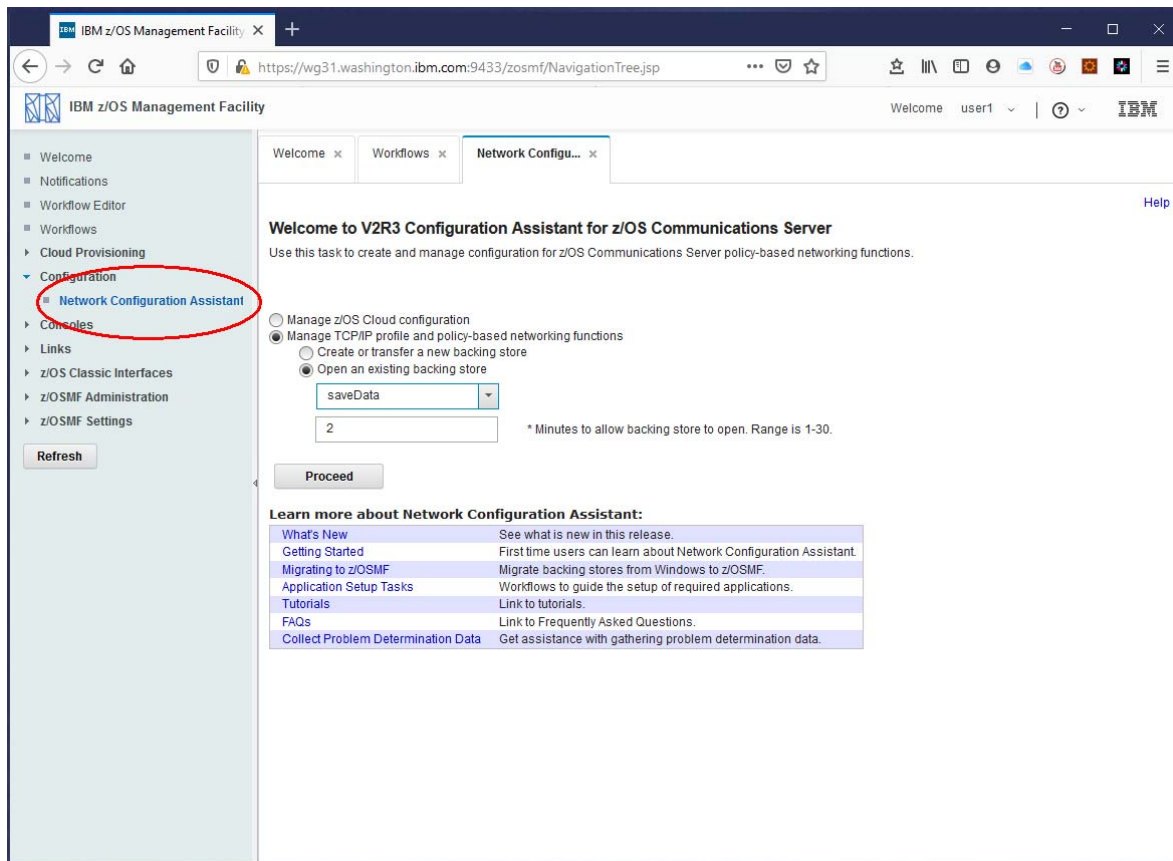 IBM z/OS Management Facility
https://wg31.washington.ibm.com:9433/zosmf/NavigationTree.jsp
IBM z/OS Management Facility
Welcome user1
IBM
Welcome
Notifications
Workflow Editor
Workflows
Cloud Provisioning
Configuration
Network Configuration Assistant
Consoles
Links
z/OS Classic Interfaces
z/OSMF Administration
z/OSMF Settings
Refresh
Welcome Workflows Network Configu...
Help
Welcome to V2R3 Configuration Assistant for z/OS Communications Server
Use this task to create and manage configuration for z/OS Communications Server policy-based networking functions.
Manage z/OS Cloud configuration
Manage TCP/IP profile and policy-based networking functions
Create or transfer a new backing store
Open an existing backing store
saveData
2 * Minutes to allow backing store to open. Range is 1-30.
Proceed
Learn more about Network Configuration Assistant:
What's New See what is new in this release.
Getting Started First time users can learn about Network Configuration Assistant.
Migrating to z/OSMF Migrate backing stores from Windows to z/OSMF.
Application Setup Tasks Workflows to guide the setup of required applications.
Tutorials Link to tutorials.
FAQs Link to Frequently Asked Questions.
Collect Problem Determination Data Get assistance with gathering problem determination data.